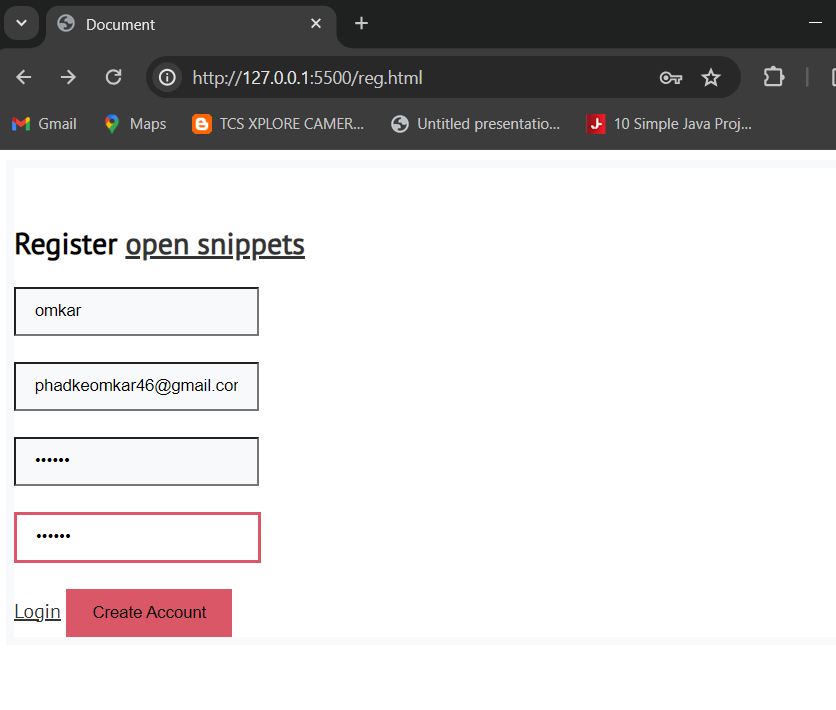 Document
http://127.0.0.1:5500/reg.html
Gmail Maps TCS XPLORE CAMER... Untitled presentatio... 10 Simple Java Proj...
Register open snippets
omkar
phadkeomkar46@gmail.com
••••••
••••••
Login Create Account